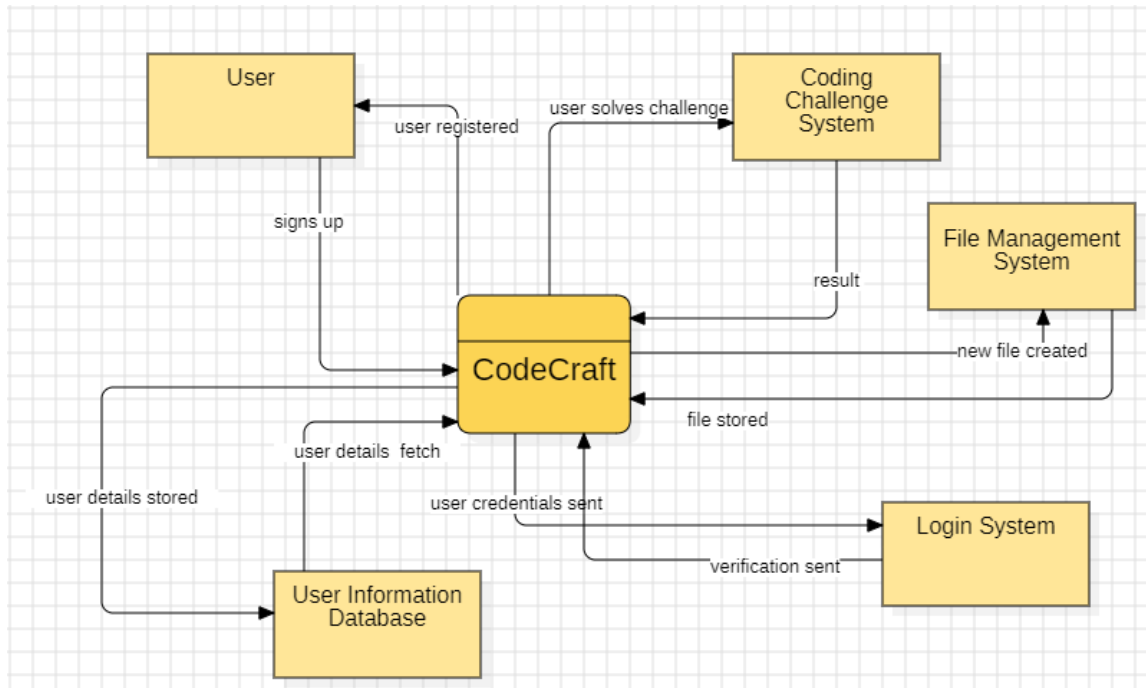 User
Coding
Challenge
System
user solves challenge
user registered
signs up
File Management
System
result
new file created
CodeCraft
file stored
user details  fetch
user details stored
user credentials sent
Login System
verification sent
User Information
Database